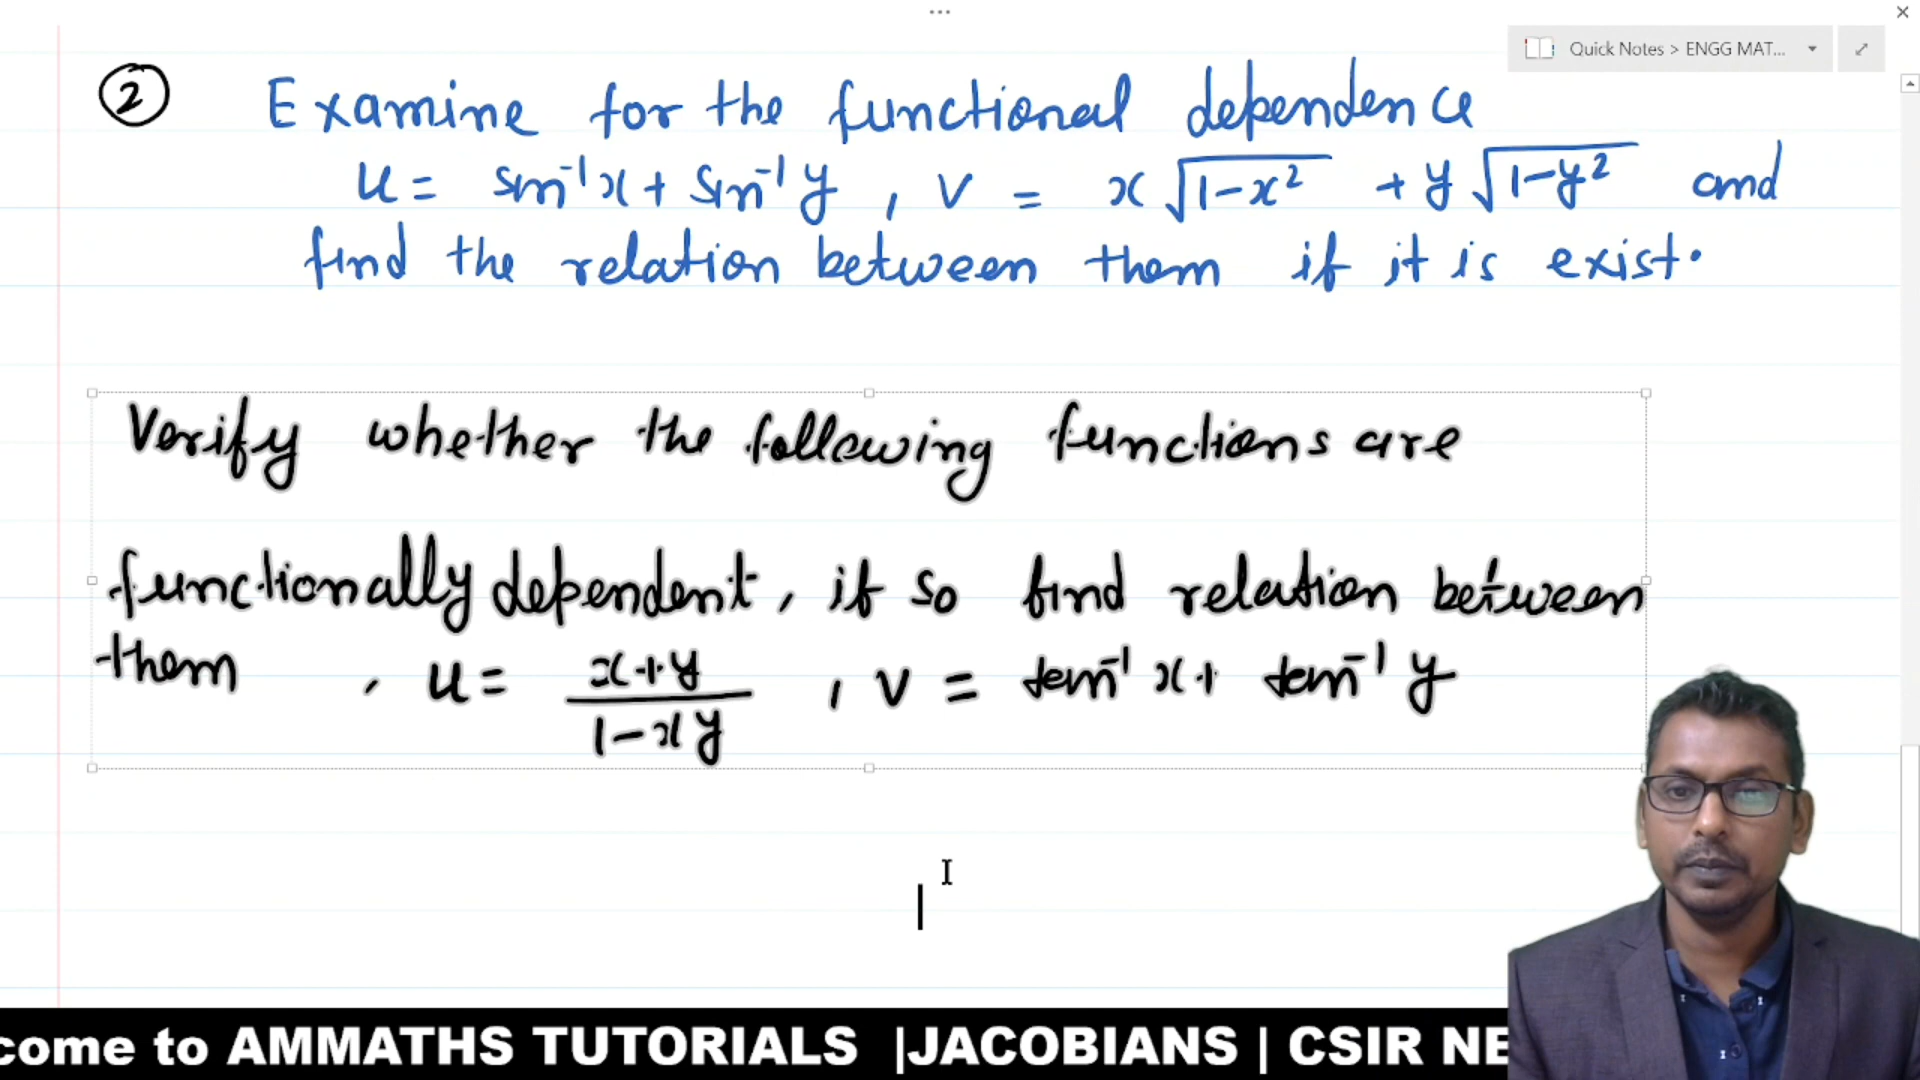 Quick Notes > ENGG MAT...
② Examine for the functional dependence
u = sin⁻¹x + sin⁻¹y , v = x√(1-x²) + y√(1-y²) and
find the relation between them if it is exist.
Verify whether the following functions are
functionally dependent, if so find relation between
them , u = (x+y)/(1-xy) , v = tan⁻¹x + tan⁻¹y
come to AMMATHS TUTORIALS |JACOBIANS | CSIR NE